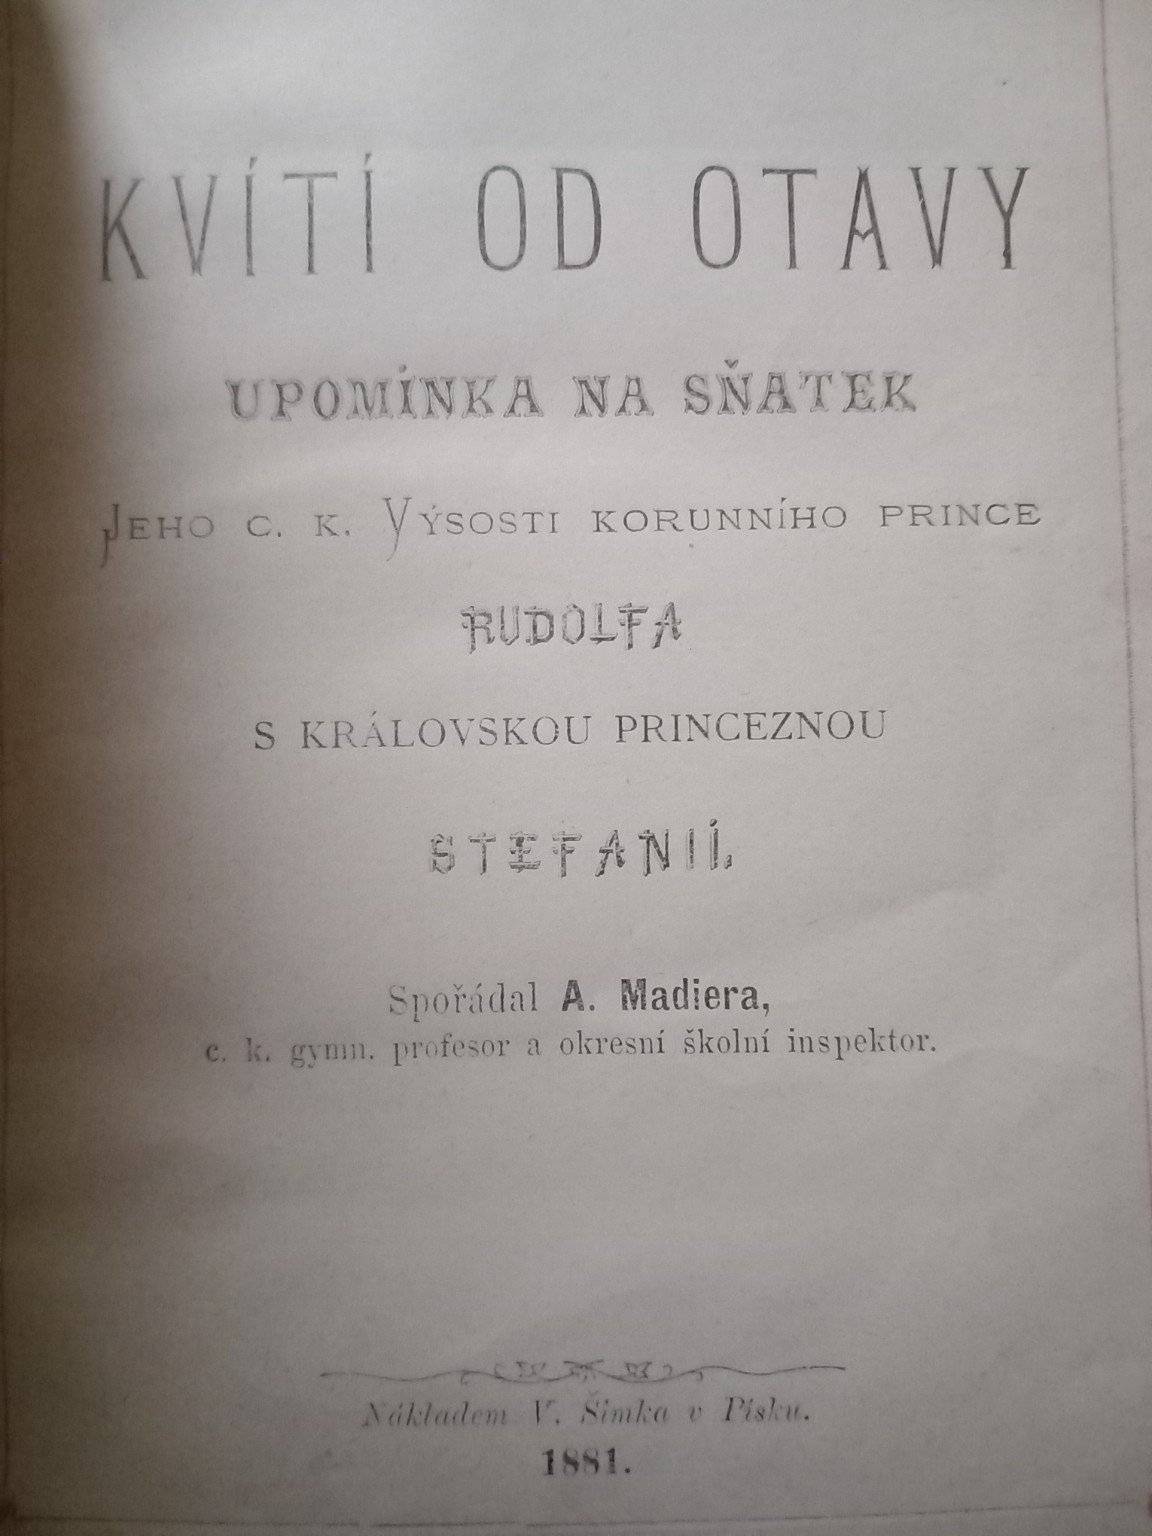 KVÍTÍ OD OTAVY
UPOMÍNKA NA SŇATEK
JEHO C. K. VÝSOSTI KORUNNÍHO PRINCE
RUDOLFA
S KRÁLOVSKOU PRINCEZNOU
STEFANIÍ.
Spořádal A. Madiera,
c. k. gymn. profesor a okresní školní inspektor.
Nákladem V. Šimka v Písku.
1881.